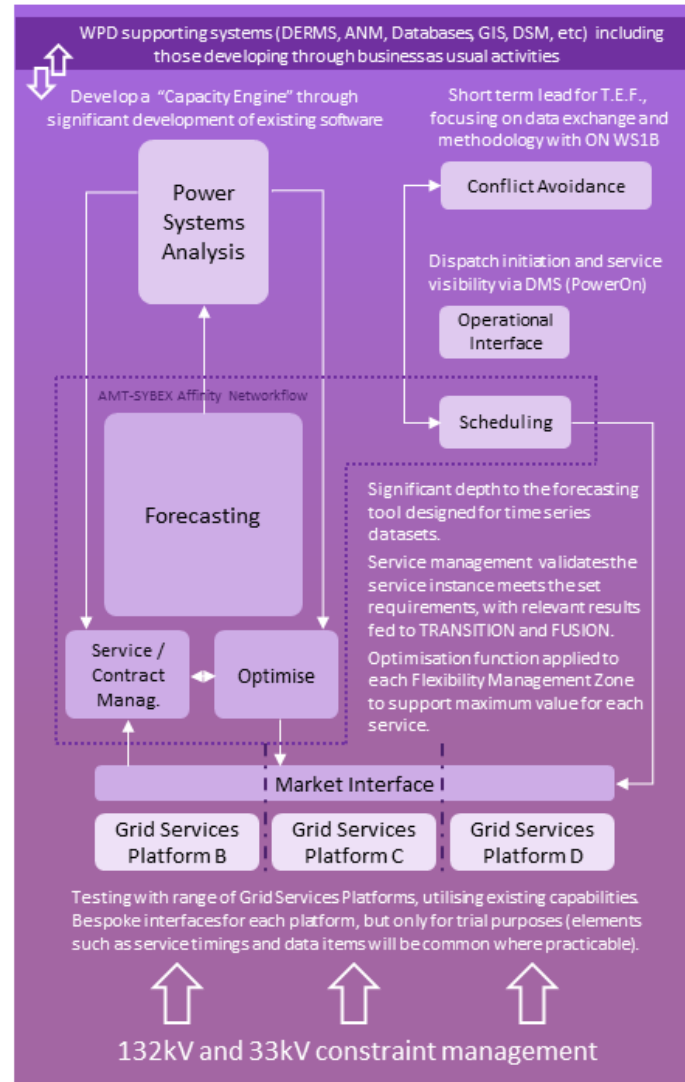 WPD supporting systems (DERMS, ANM, Databases, GIS, DSM, etc) including
those developing through business as usual activities
Develop a “Capacity Engine” through
significant development of existing software
Short term lead for T.E.F.,
focusing on data exchange and
methodology with ON WS1B
Power
Systems
Analysis
Conflict Avoidance
Dispatch initiation and service
visibility via DMS (PowerOn)
Operational
Interface
AMT-SYBEX Affinity Networkflow
Scheduling
Forecasting
Significant depth to the forecasting
tool designed for time series
datasets.
Service management validates the
service instance meets the set
requirements, with relevant results
fed to TRANSITION and FUSION.
Optimisation function applied to
each Flexibility Management Zone
to support maximum value for each
service.
Service /
Contract
Manag.
Optimise
Market Interface
Grid Services
Platform B
Grid Services
Platform C
Grid Services
Platform D
Testing with range of Grid Services Platforms, utilising existing capabilities.
Bespoke interfaces for each platform, but only for trial purposes (elements
such as service timings and data items will be common where practicable).
132kV and 33kV constraint management